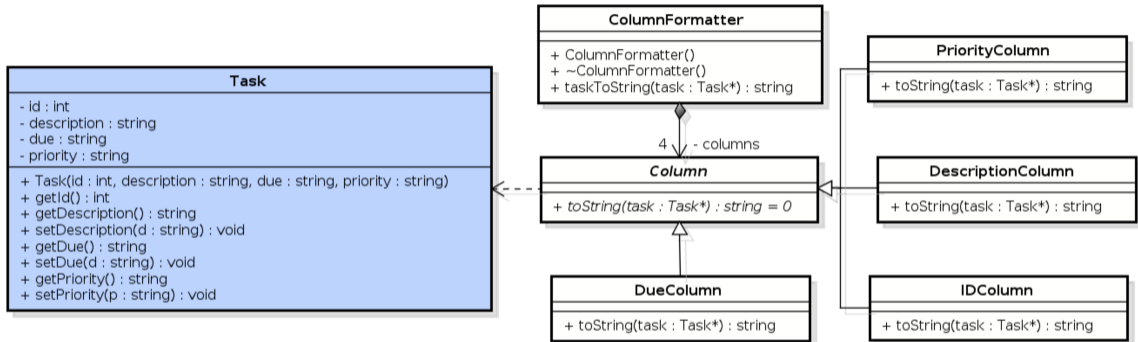 Task
- id : int
- description : string
- due : string
- priority : string
+ Task(id : int, description : string, due : string, priority : string)
+ getId() : int
+ getDescription() : string
+ setDescription(d : string) : void
+ getDue() : string
+ setDue(d : string) : void
+ getPriority() : string
+ setPriority(p : string) : void
ColumnFormatter
+ ColumnFormatter()
+ ~ColumnFormatter()
+ taskToString(task : Task*) : string
4 - columns
Column
+ toString(task : Task*) : string = 0
DueColumn
+ toString(task : Task*) : string
PriorityColumn
+ toString(task : Task*) : string
DescriptionColumn
+ toString(task : Task*) : string
IDColumn
+ toString(task : Task*) : string